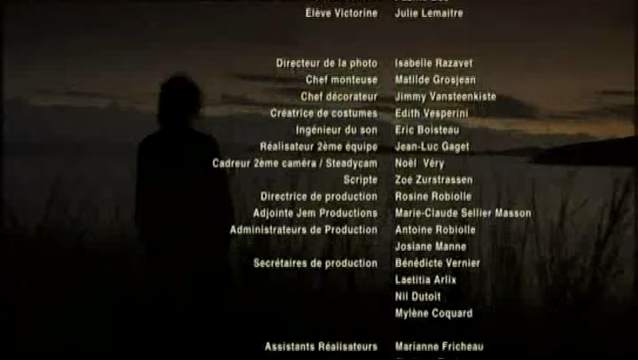 Elève Victorine Julie Lemaitre
Directeur de la photo Isabelle Razavet
Chef monteuse Matilde Grosjean
Chef décorateur Jimmy Vansteenkiste
Créatrice de costumes Edith Vesperini
Ingénieur du son Eric Boisteau
Réalisateur 2ème équipe Jean-Luc Gaget
Cadreur 2ème caméra / Steadycam Noël Véry
Scripte Zoé Zurstrassen
Directrice de production Rosine Robiolle
Adjointe Jem Productions Marie-Claude Sellier Masson
Administrateurs de Production Antoine Robiolle
Josiane Manne
Secrétaires de production Bénédicte Vernier
Laetitia Arlix
Nil Dutoit
Mylène Coquard
Assistants Réalisateurs Marianne Fricheau